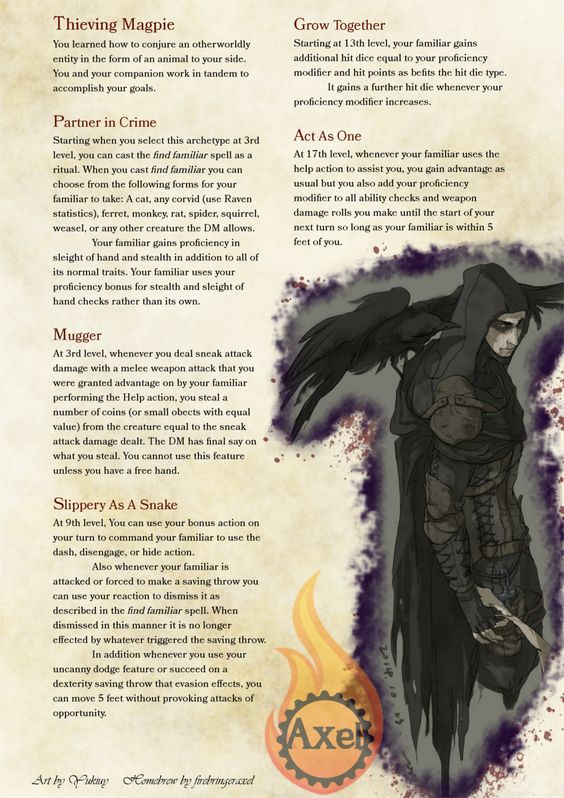 Thieving Magpie
You learned how to conjure an otherworldly
entity in the form of an animal to your side.
You and your companion work in tandem to
accomplish your goals.
Partner in Crime
Starting when you select this archetype at 3rd
level, you can cast the find familiar spell as a
ritual. When you cast find familiar you can
choose from the following forms for your
familiar to take: A cat, any corvid (use Raven
statistics), ferret, monkey, rat, spider, squirrel,
weasel, or any other creature the DM allows.
Your familiar gains proficiency in
sleight of hand and stealth in addition to all of
its normal traits. Your familiar uses your
proficiency bonus for stealth and sleight of
hand checks rather than its own.
Mugger
At 3rd level, whenever you deal sneak attack
damage with a melee weapon attack that you
were granted advantage on by your familiar
performing the Help action, you steal a
number of coins (or small obects with equal
value) from the creature equal to the sneak
attack damage dealt. The DM has final say on
what you steal. You cannot use this feature
unless you have a free hand.
Slippery As A Snake
At 9th level, You can use your bonus action on
your turn to command your familiar to use the
dash, disengage, or hide action.
Also whenever your familiar is
attacked or forced to make a saving throw you
can use your reaction to dismiss it as
described in the find familiar spell. When
dismissed in this manner it is no longer
effected by whatever triggered the saving throw.
In addition whenever you use your
uncanny dodge feature or succeed on a
dexterity saving throw that evasion effects, you
can move 5 feet without provoking attacks of
opportunity.
Grow Together
Starting at 13th level, your familiar gains
additional hit dice equal to your proficiency
modifier and hit points as befits the hit die type.
It gains a further hit die whenever your
proficiency modifier increases.
Act As One
At 17th level, whenever your familiar uses the
help action to assist you, you gain advantage as
usual but you also add your proficiency
modifier to all ability checks and weapon
damage rolls you make until the start of your
next turn so long as your familiar is within 5
feet of you.
Axel
Art by Yukiuy Homebrew by firebringeraxel